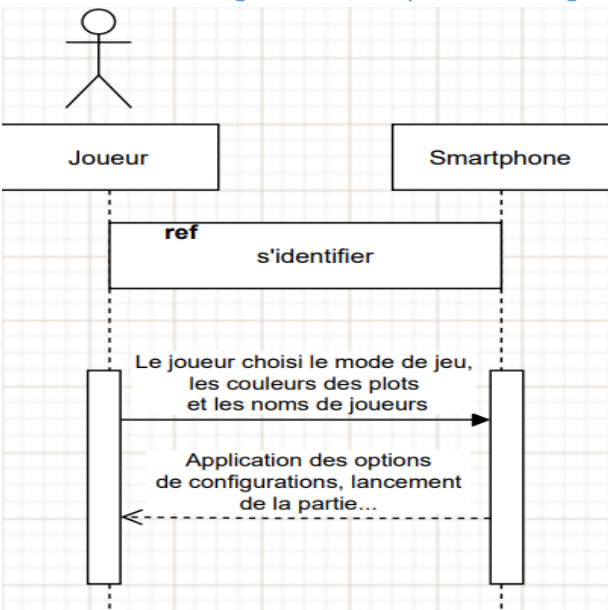 Joueur
Smartphone
ref
s'identifier
Le joueur choisi le mode de jeu,
les couleurs des plots
et les noms de joueurs
Application des options
de configurations, lancement
de la partie...